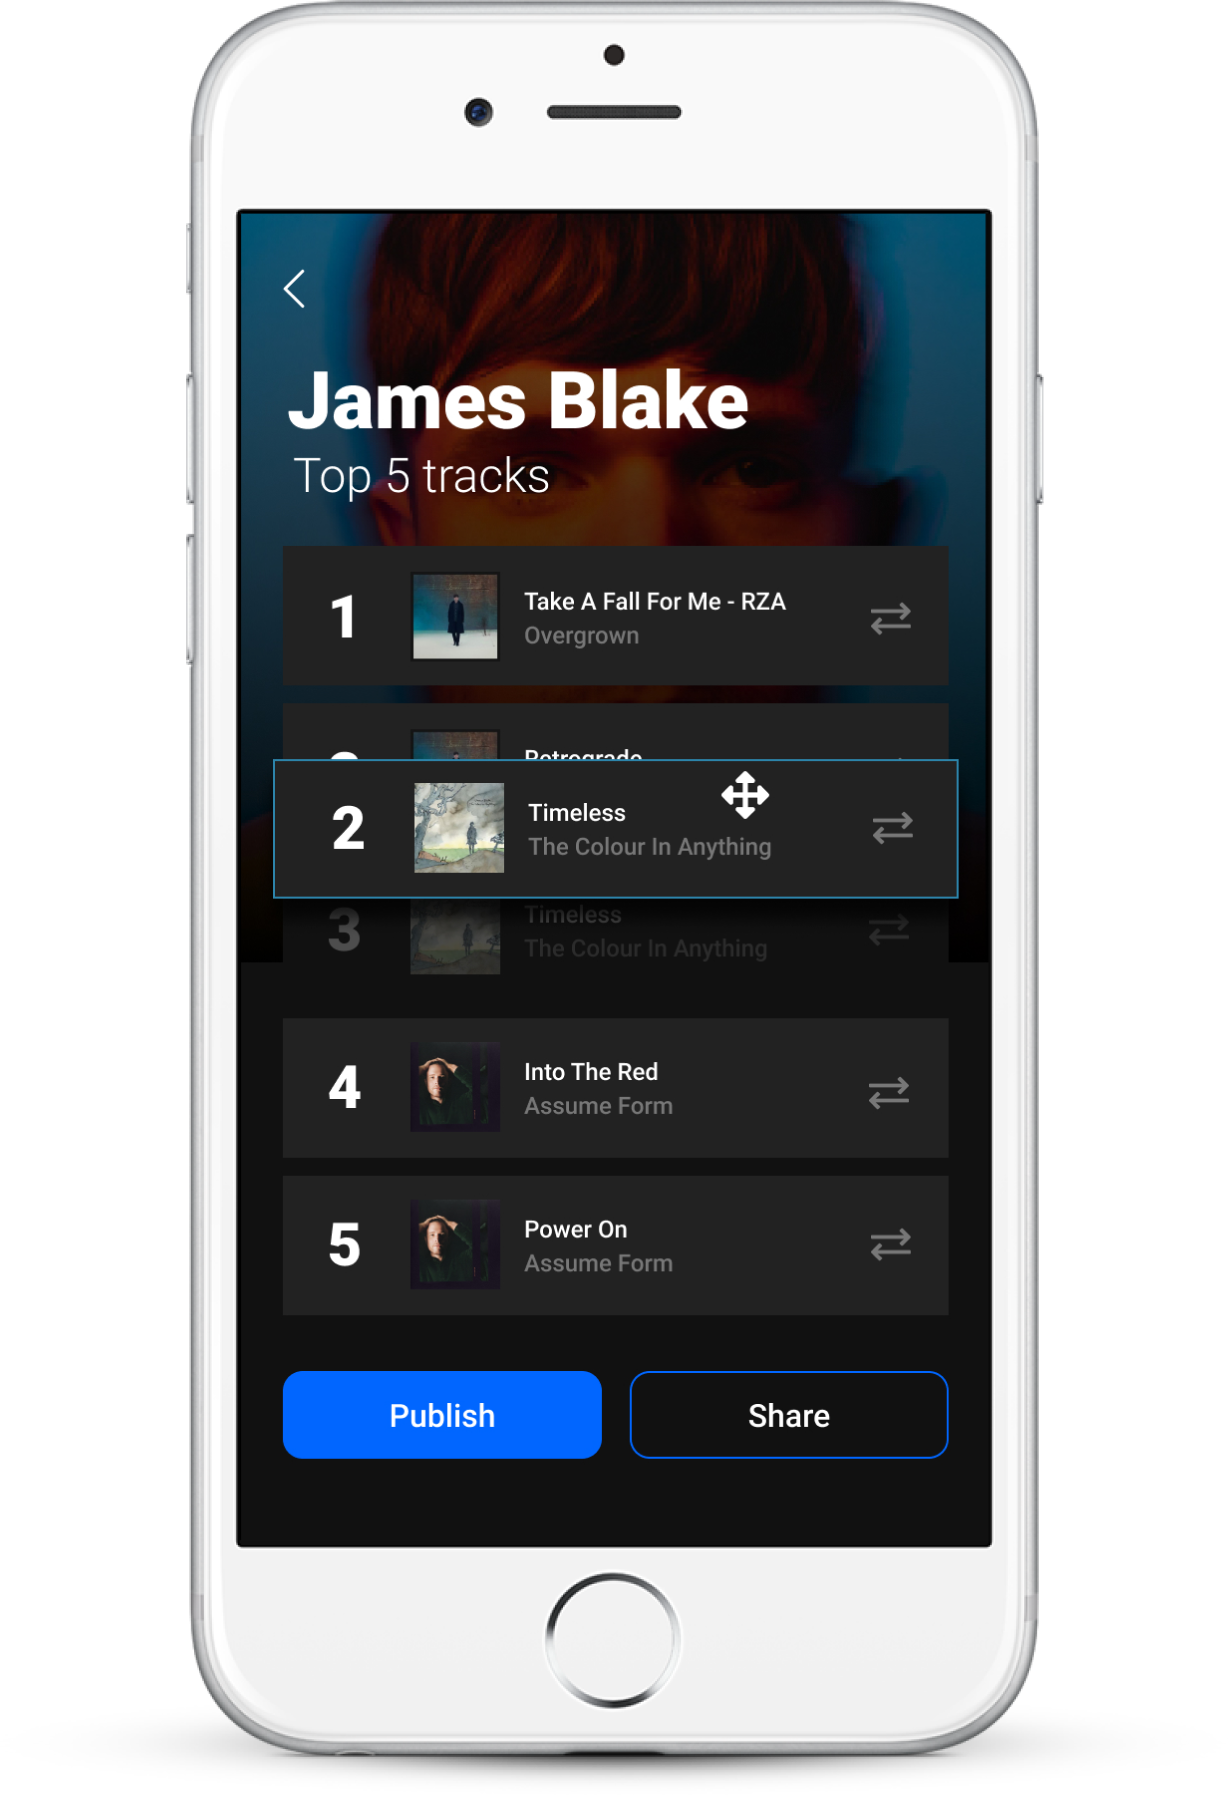 James Blake
Top 5 tracks
1
Take A Fall For Me - RZA
Overgrown
2
Retrograde
2
Timeless
The Colour In Anything
3
Timeless
The Colour In Anything
4
Into The Red
Assume Form
5
Power On
Assume Form
Publish
Share